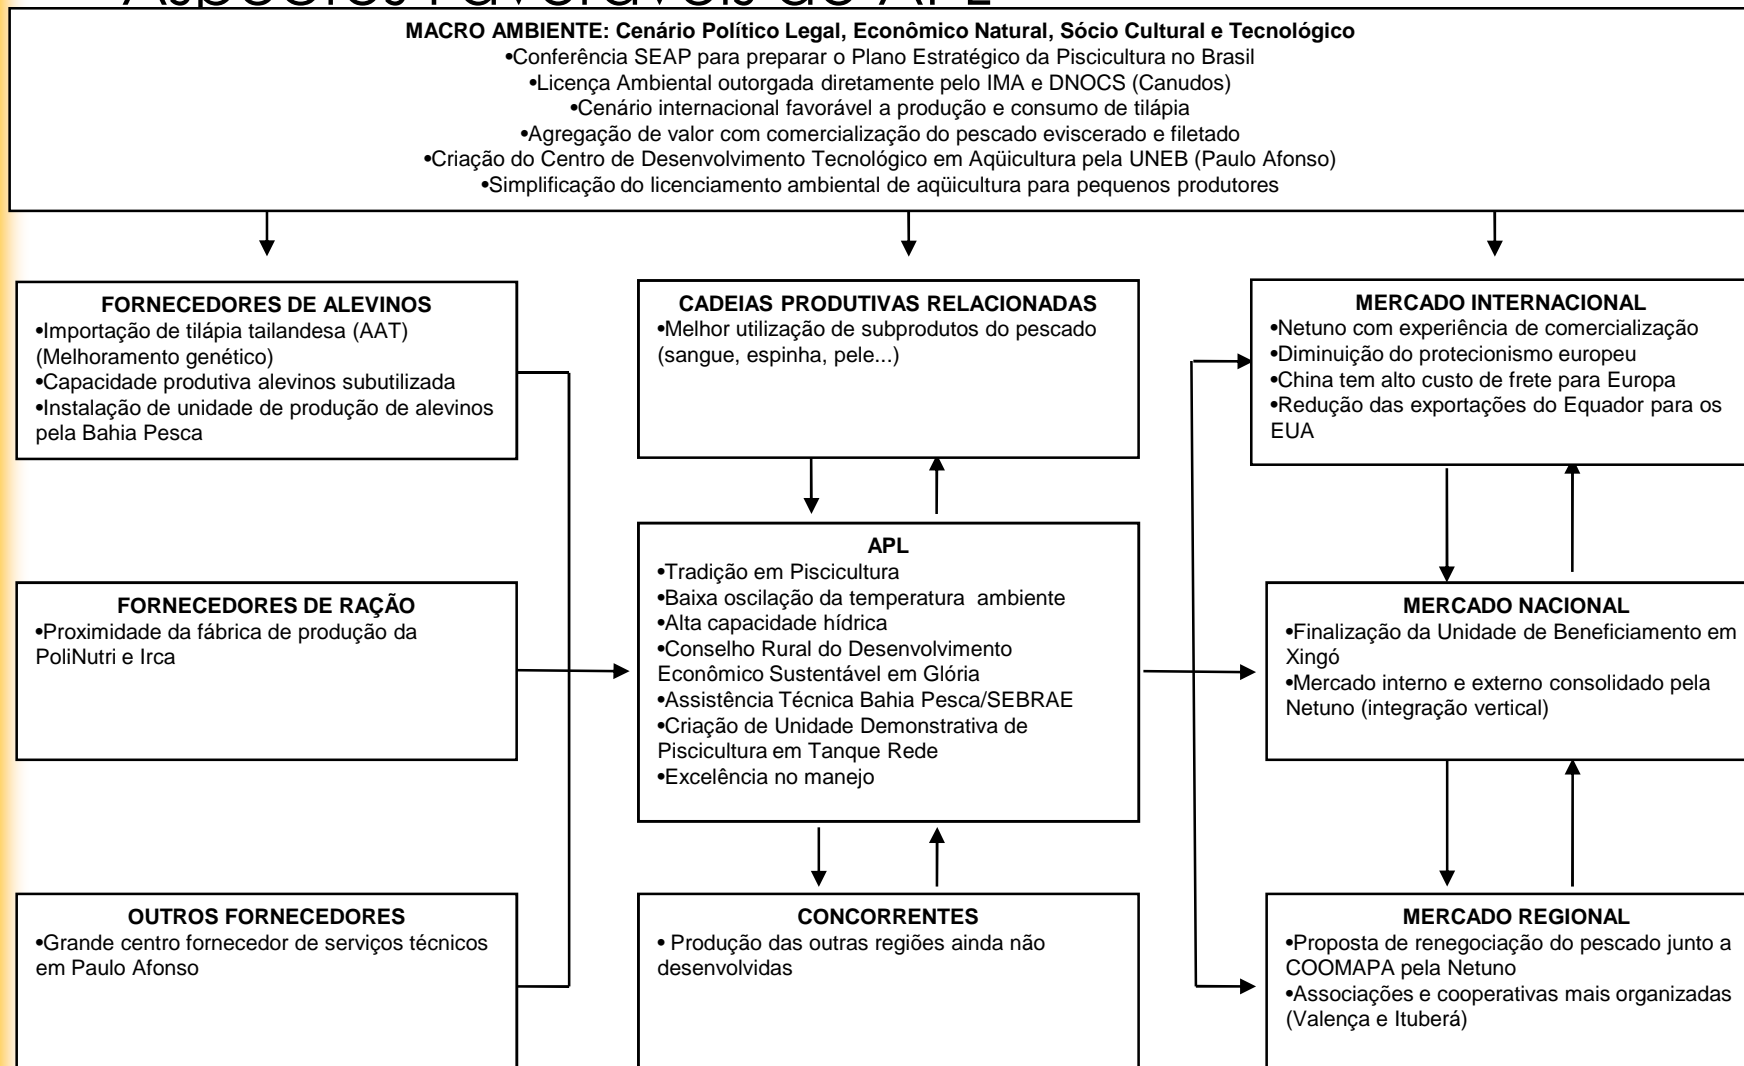 Aspectos Favoráveis do APL
MACRO AMBIENTE: Cenário Político Legal, Econômico Natural, Sócio Cultural e Tecnológico
•Conferência SEAP para preparar o Plano Estratégico da Piscicultura no Brasil
•Licença Ambiental outorgada diretamente pelo IMA e DNOCS (Canudos)
•Cenário internacional favorável a produção e consumo de tilápia
•Agregação de valor com comercialização do pescado eviscerado e filetado
•Criação do Centro de Desenvolvimento Tecnológico em Aqüicultura pela UNEB (Paulo Afonso)
•Simplificação do licenciamento ambiental de aqüicultura para pequenos produtores
FORNECEDORES DE ALEVINOS
•Importação de tilápia tailandesa (AAT)
(Melhoramento genético)
•Capacidade produtiva alevinos subutilizada
•Instalação de unidade de produção de alevinos
pela Bahia Pesca
CADEIAS PRODUTIVAS RELACIONADAS
•Melhor utilização de subprodutos do pescado
(sangue, espinha, pele...)
MERCADO INTERNACIONAL
•Netuno com experiência de comercialização
•Diminuição do protecionismo europeu
•China tem alto custo de frete para Europa
•Redução das exportações do Equador para os
EUA
FORNECEDORES DE RAÇÃO
•Proximidade da fábrica de produção da
PoliNutri e Irca
APL
•Tradição em Piscicultura
•Baixa oscilação da temperatura ambiente
•Alta capacidade hídrica
•Conselho Rural do Desenvolvimento
Econômico Sustentável em Glória
•Assistência Técnica Bahia Pesca/SEBRAE
•Criação de Unidade Demonstrativa de
Piscicultura em Tanque Rede
•Excelência no manejo
MERCADO NACIONAL
•Finalização da Unidade de Beneficiamento em
Xingó
•Mercado interno e externo consolidado pela
Netuno (integração vertical)
OUTROS FORNECEDORES
•Grande centro fornecedor de serviços técnicos
em Paulo Afonso
CONCORRENTES
• Produção das outras regiões ainda não
desenvolvidas
MERCADO REGIONAL
•Proposta de renegociação do pescado junto a
COOMAPA pela Netuno
•Associações e cooperativas mais organizadas
(Valença e Ituberá)